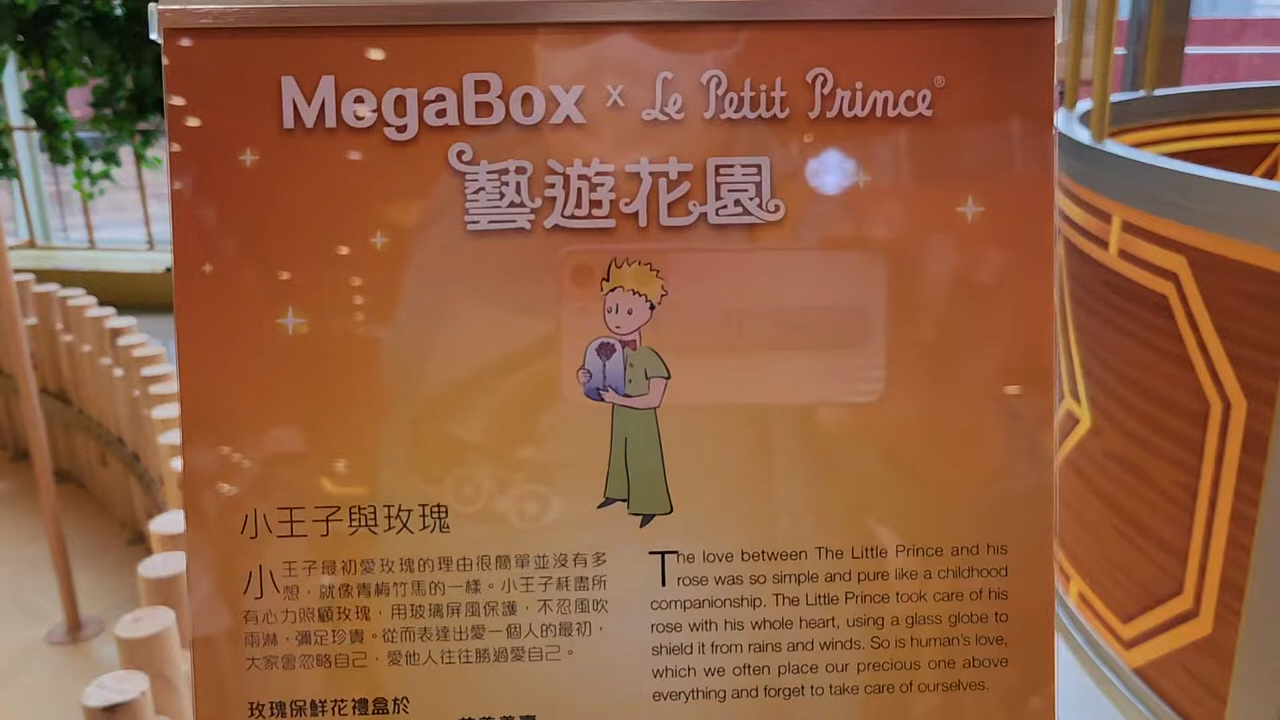 MegaBox x Le Petit Prince®
藝遊花園
小王子與玫瑰
小王子最初愛玫瑰的理由很簡單並沒有多
想，就像青梅竹馬的一樣。小王子耗盡所
有心力照顧玫瑰，用玻璃屏風保護，不忍風吹
雨淋，彌足珍貴。從而表達出愛一個人的最初，
大家會忽略自己，愛他人往往勝過愛自己。
The love between The Little Prince and his
rose was so simple and pure like a childhood
companionship. The Little Prince took care of his
rose with his whole heart, using a glass globe to
shield it from rains and winds. So is human's love,
which we often place our precious one above
everything and forget to take care of ourselves.
玫瑰保鮮花禮盒於